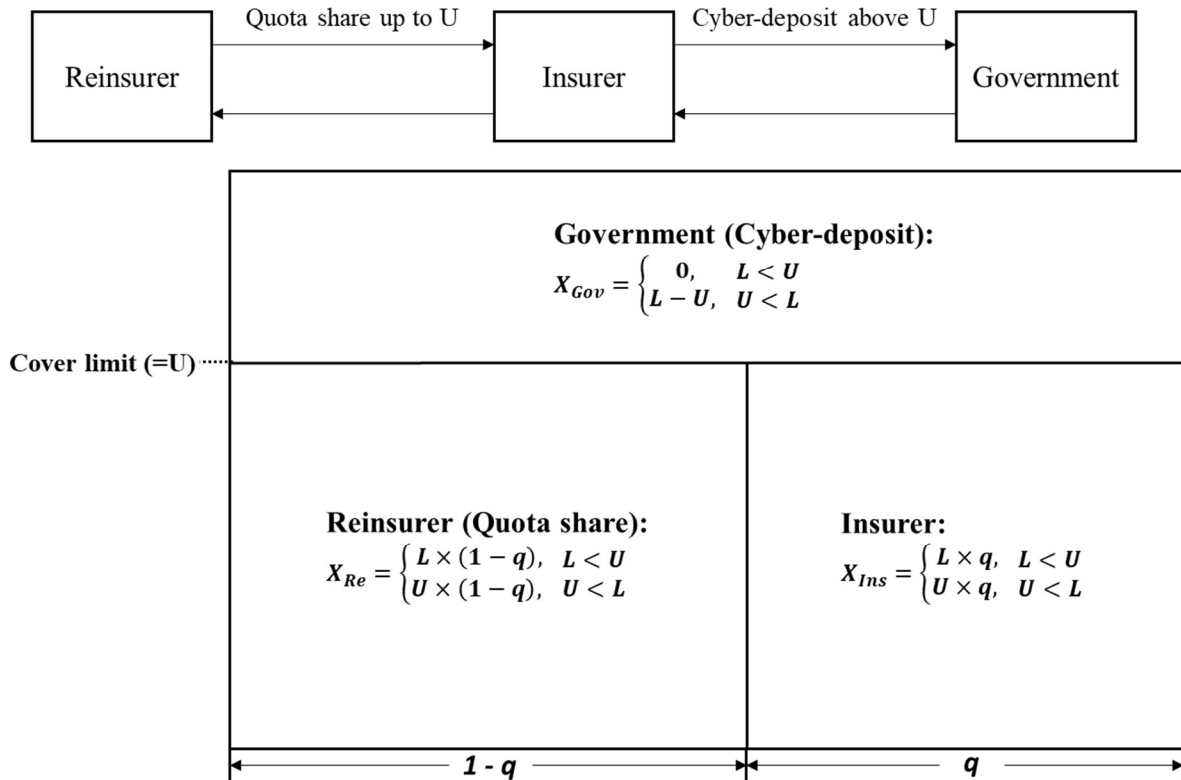 Quota share up to U
Cyber-deposit above U
Reinsurer
Insurer
Government
Government (Cyber-deposit):
X_Gov = { 0, L < U
L − U, U < L
Cover limit (=U)
Reinsurer (Quota share):
X_Re = { L × (1 − q), L < U
U × (1 − q), U < L
Insurer:
X_Ins = { L × q, L < U
U × q, U < L
1 - q
q